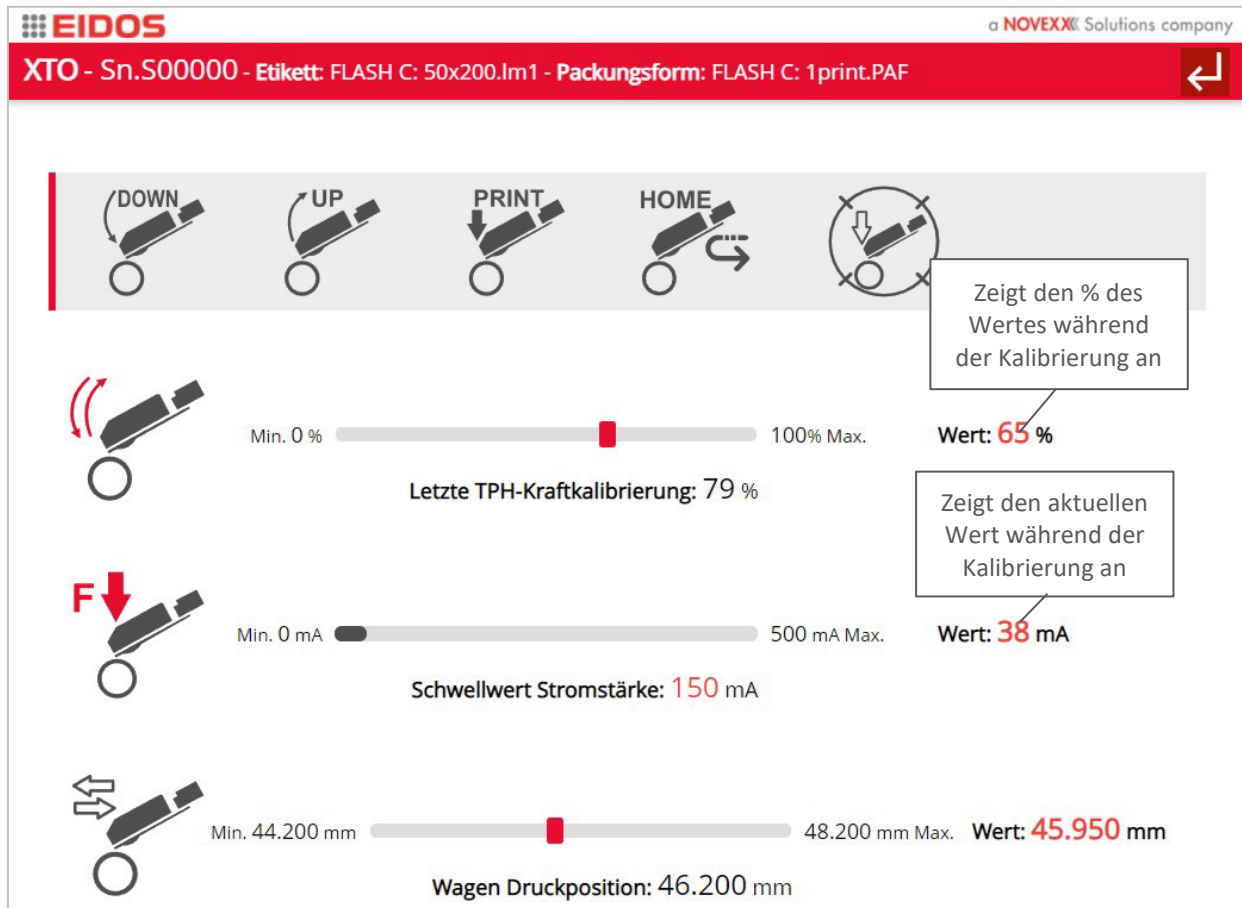 EIDOS
a NOVEXX Solutions company
XTO - Sn.S00000 - Etikett: FLASH C: 50x200.lm1 - Packungsform: FLASH C: 1print.PAF
DOWN
UP
PRINT
HOME
Zeigt den % des
Wertes während
der Kalibrierung an
Min. 0 %
100% Max.
Wert: 65 %
Letzte TPH-Kraftkalibrierung: 79 %
Zeigt den aktuellen
Wert während der
Kalibrierung an
F
Min. 0 mA
500 mA Max.
Wert: 38 mA
Schwellwert Stromstärke: 150 mA
Min. 44.200 mm
48.200 mm Max.
Wert: 45.950 mm
Wagen Druckposition: 46.200 mm